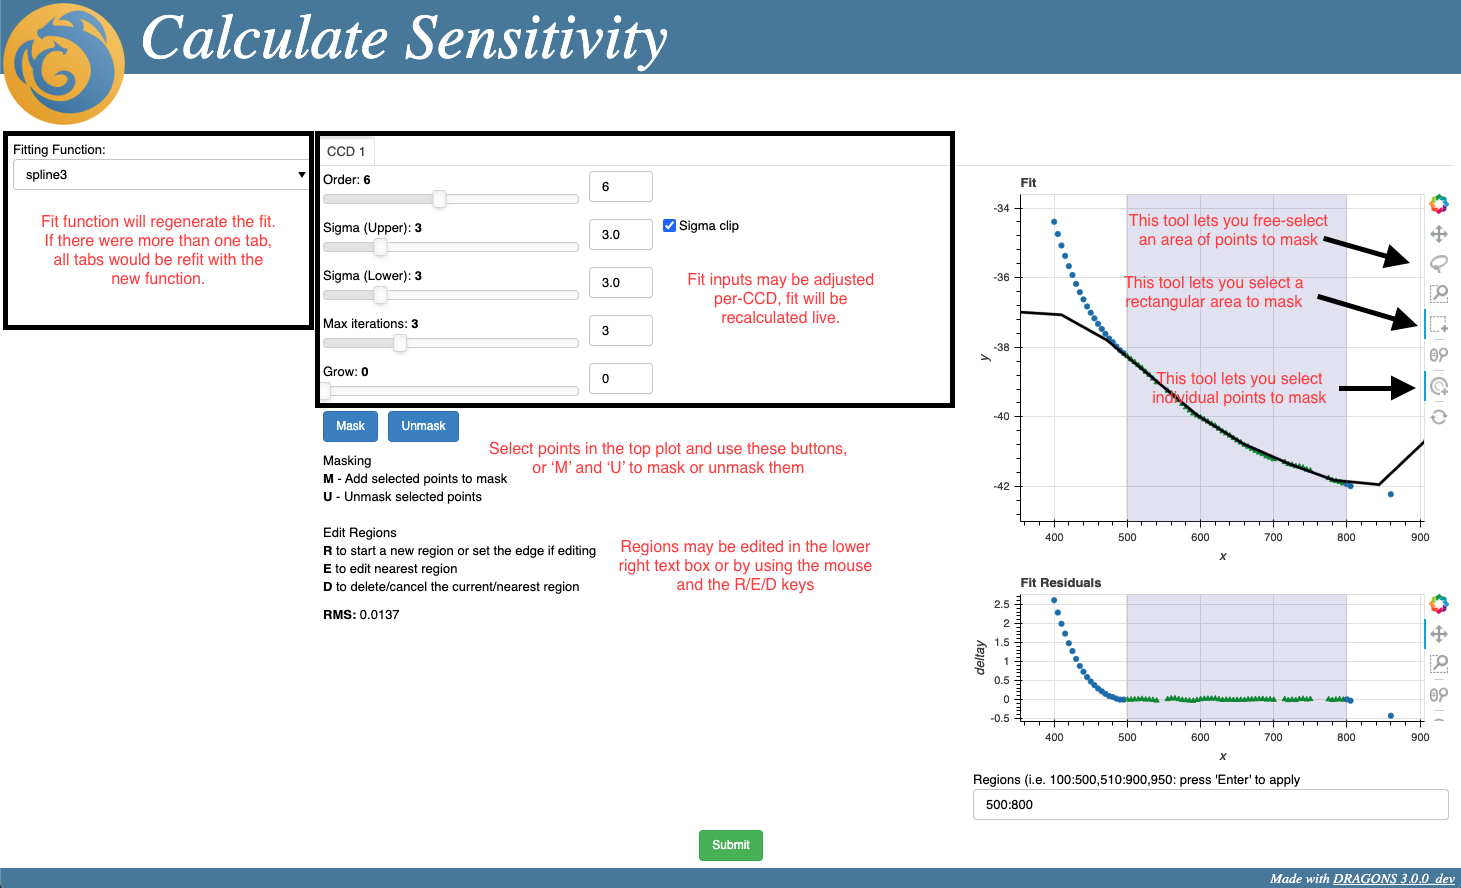 Calculate Sensitivity
Fitting Function:
spline3
Fit function will regenerate the fit.
If there were more than one tab,
all tabs would be refit with the
new function.
CCD 1
Order: 6
6
Sigma (Upper): 3
3.0
Sigma clip
Sigma (Lower): 3
3.0
Max iterations: 3
3
Grow: 0
0
Fit inputs may be adjusted
per-CCD, fit will be
recalculated live.
Mask
Unmask
Select points in the top plot and use these buttons,
or ‘M’ and ‘U’ to mask or unmask them
Masking
M - Add selected points to mask
U - Unmask selected points
Edit Regions
R to start a new region or set the edge if editing
E to edit nearest region
D to delete/cancel the current/nearest region
Regions may be edited in the lower
right text box or by using the mouse
and the R/E/D keys
RMS: 0.0137
Fit
-34
-36
-38
-40
-42
y
400 500 600 700 800 900
x
This tool lets you free-select
an area of points to mask
This tool lets you select a
rectangular area to mask
This tool lets you select
individual points to mask
Fit Residuals
2.5
2
1.5
1
0.5
0
-0.5
deltay
400 500 600 700 800 900
x
Regions (i.e. 100:500,510:900,950: press 'Enter' to apply
500:800
Submit
Made with DRAGONS 3.0.0_dev